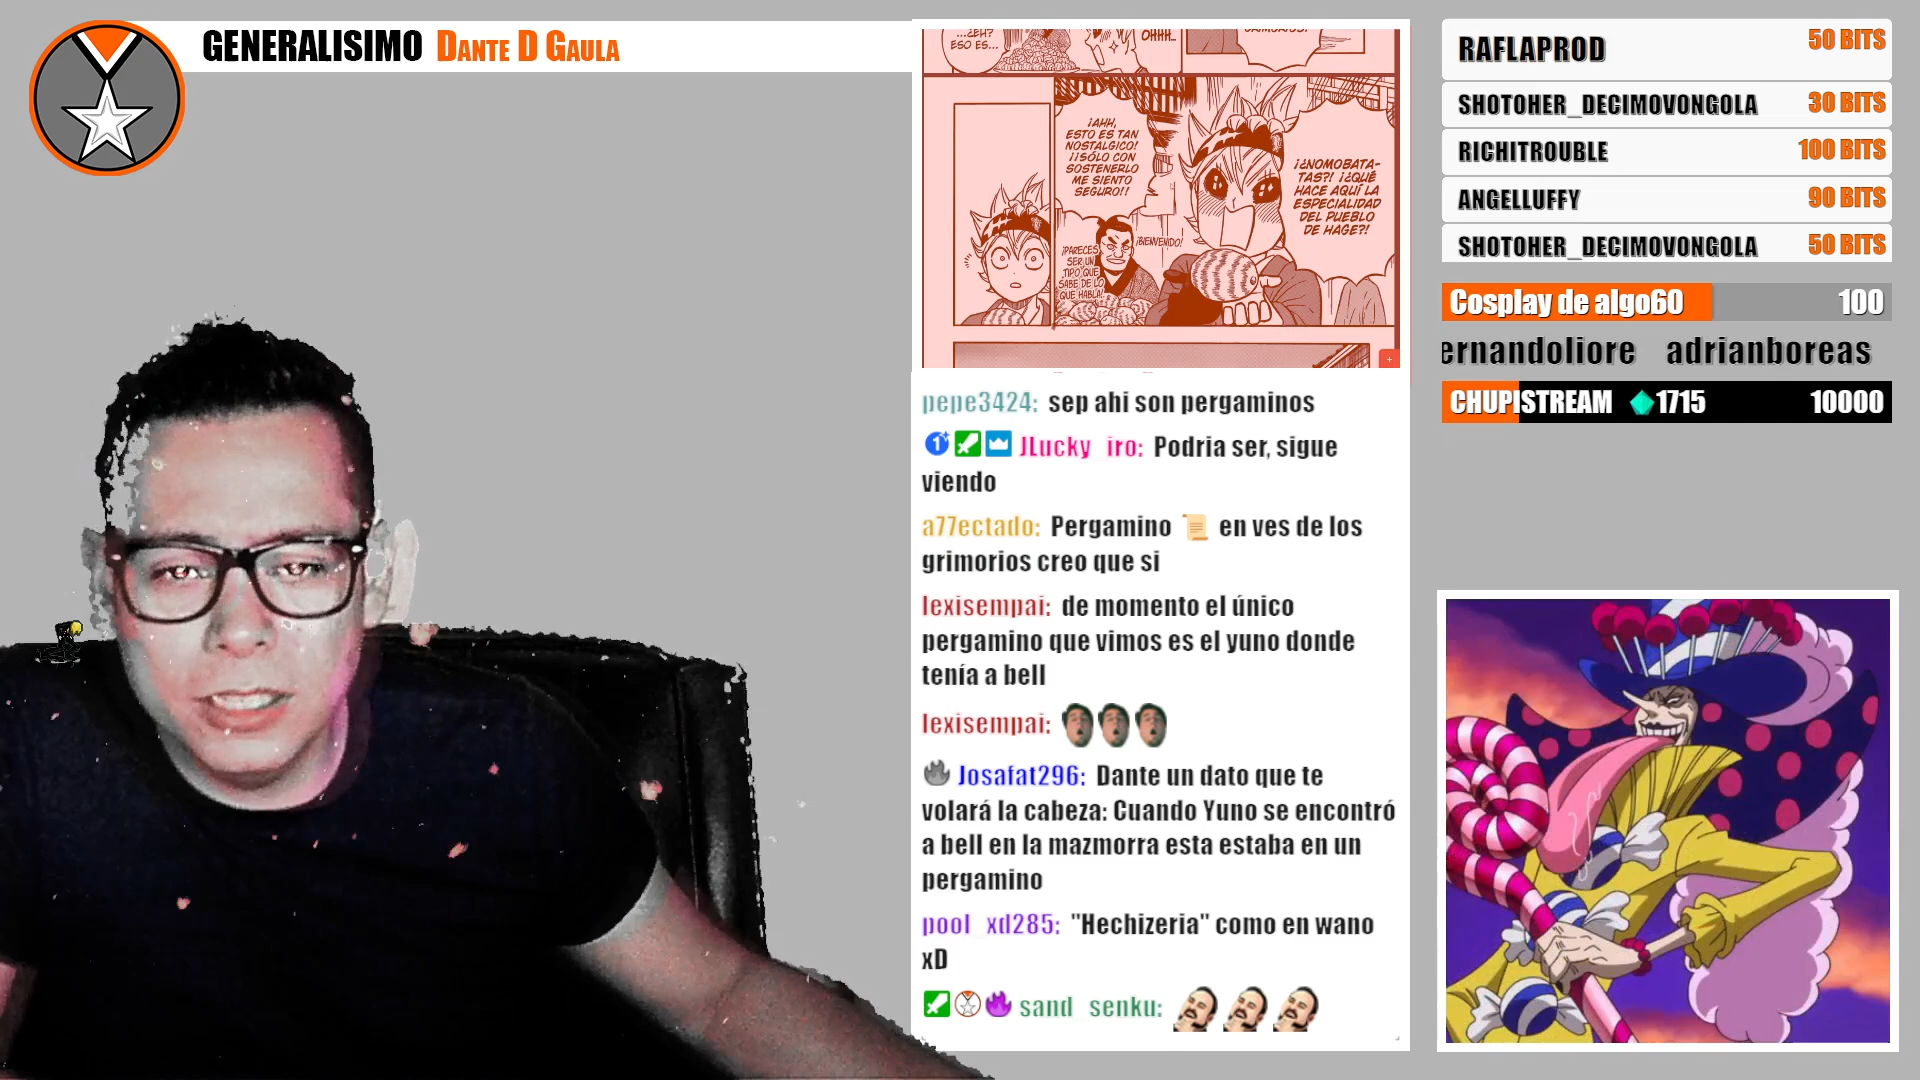 GENERALISIMO Dante D Gaula
...¿EH?
ESO ES...
OHHH...
¡AHH,
ESTO ES TAN
NOSTALGICO!
¡¡SÓLO CON
SOSTENERLO
ME SIENTO
SEGURO!!
¡¿NOMOBATA-
TAS?! ¡¿QUÉ
HACE AQUÍ LA
ESPECIALIDAD
DEL PUEBLO
DE HAGE?!
¡BIENVENIDO!
¡PARECES
SER UN
TIPO QUE
SABE DE LO
QUE HABLA!
pepe3424: sep ahi son pergaminos
JLucky_iro: Podria ser, sigue
viendo
a77ectado: Pergamino 📜 en ves de los
grimorios creo que si
lexisempai: de momento el único
pergamino que vimos es el yuno donde
tenía a bell
lexisempai:
Josafat296: Dante un dato que te
volará la cabeza: Cuando Yuno se encontró
a bell en la mazmorra esta estaba en un
pergamino
pool_xd285: "Hechizeria" como en wano
xD
sand_senku:
RAFLAPROD 50 BITS
SHOTOHER_DECIMOVONGOLA 30 BITS
RICHITROUBLE 100 BITS
ANGELLUFFY 90 BITS
SHOTOHER_DECIMOVONGOLA 50 BITS
Cosplay de algo60 100
ernandoliore adrianboreas
CHUPISTREAM 1715 10000